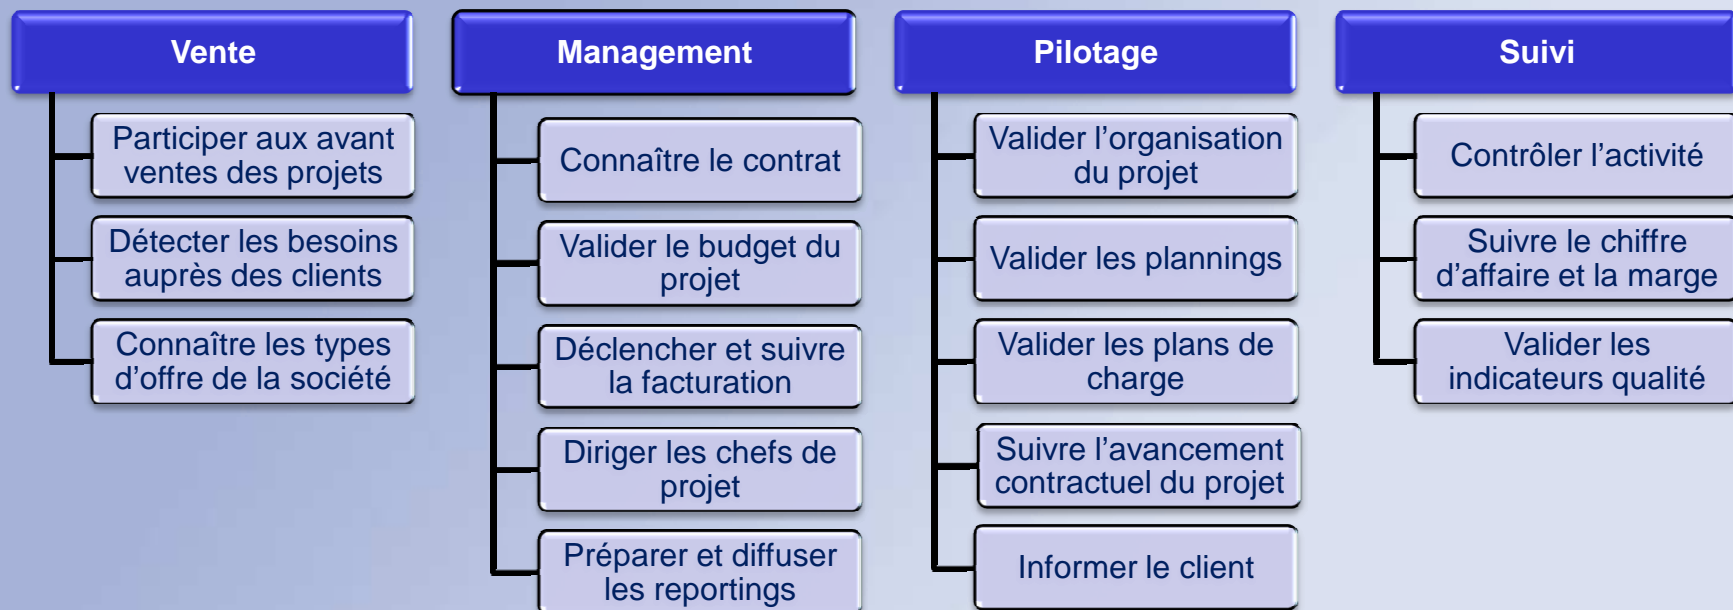 Vente
Participer aux avant
ventes des projets
Détecter les besoins
auprès des clients
Connaître les types
d’offre de la société
Management
Connaître le contrat
Valider le budget du
projet
Déclencher et suivre
la facturation
Diriger les chefs de
projet
Préparer et diffuser
les reportings
Pilotage
Valider l’organisation
du projet
Valider les plannings
Valider les plans de
charge
Suivre l’avancement
contractuel du projet
Informer le client
Suivi
Contrôler l’activité
Suivre le chiffre
d’affaire et la marge
Valider les
indicateurs qualité